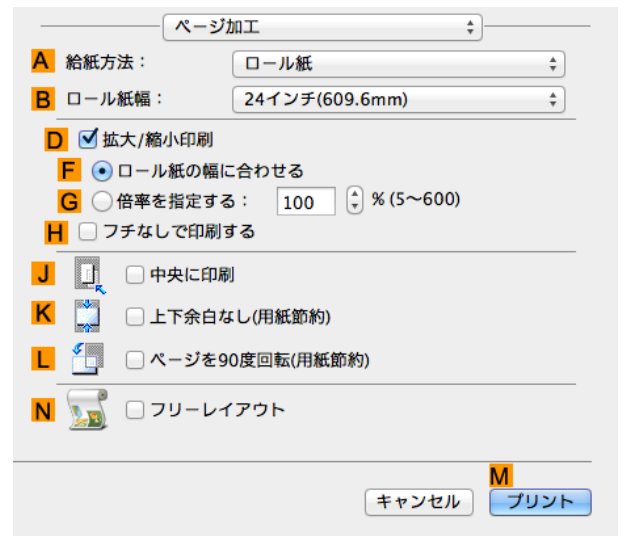 ページ加工
A 給紙方法： ロール紙
B ロール紙幅： 24インチ(609.6mm)
D 拡大/縮小印刷
F ロール紙の幅に合わせる
G 倍率を指定する： 100 % (5〜600)
H フチなしで印刷する
J 中央に印刷
K 上下余白なし(用紙節約)
L ページを90度回転(用紙節約)
N フリーレイアウト
M
キャンセル プリント